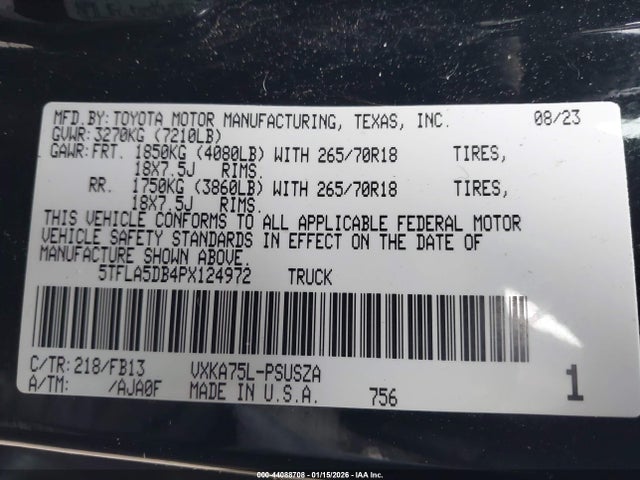 MFD.BY: TOYOTA MOTOR MANUFACTURING, TEXAS, INC. 08/23
GVWR: 3270KG (7210LB)
GAWR: FRT. 1850KG (4080LB) WITH 265/70R18 TIRES,
18X7.5J RIMS.
RR. 1750KG (3860LB) WITH 265/70R18 TIRES,
18X7.5J RIMS.
THIS VEHICLE CONFORMS TO ALL APPLICABLE FEDERAL MOTOR
VEHICLE SAFETY STANDARDS IN EFFECT ON THE DATE OF
MANUFACTURE SHOWN ABOVE.
5TFLA5DB4PX124972 TRUCK
C/TR: 218/FB13 VXKA75L-PSUSZA
A/TM: /AJA0F MADE IN U.S.A. 756 1
000-44088708 - 01/15/2026 - IAA Inc.